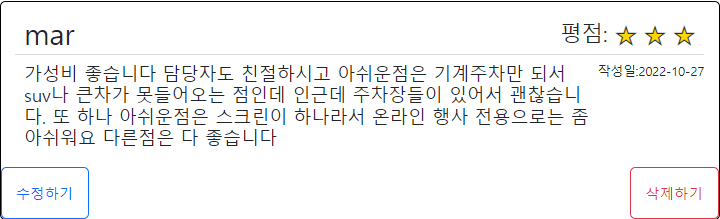 mar
평점: ★ ★ ★
가성비 좋습니다 담당자도 친절하시고 아쉬운점은 기계주차만 되서
작성일:2022-10-27
suv나 큰차가 못들어오는 점인데 인근데 주차장들이 있어서 괜찮습니
다. 또 하나 아쉬운점은 스크린이 하나라서 온라인 행사 전용으로는 좀
아쉬워요 다른점은 다 좋습니다
수정하기
삭제하기